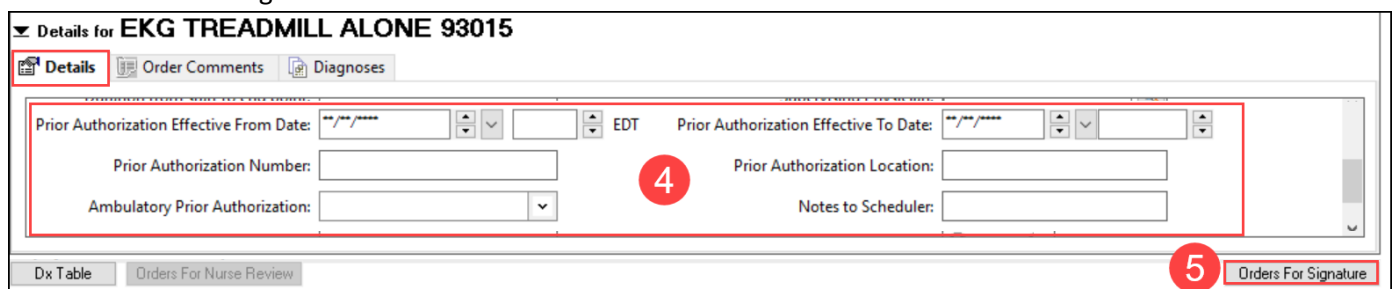 Details for EKG TREADMILL ALONE 93015
Details Order Comments Diagnoses
Prior Authorization Effective From Date: **/**/**** EDT Prior Authorization Effective To Date: **/**/****
Prior Authorization Number: 4 Prior Authorization Location:
Ambulatory Prior Authorization: Notes to Scheduler:
Dx Table Orders For Nurse Review 5 Orders For Signature